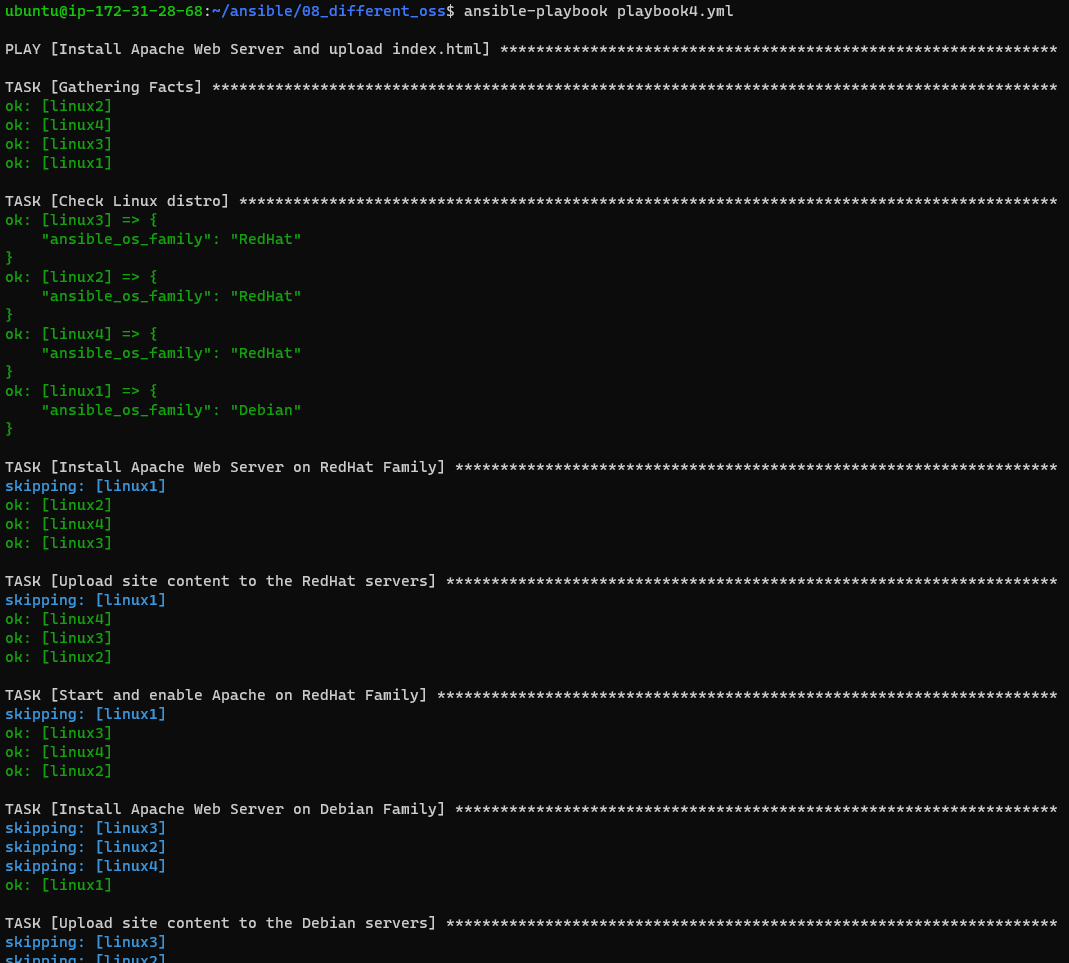 ubuntu@ip-172-31-28-68:~/ansible/08_different_oss$ ansible-playbook playbook4.yml
PLAY [Install Apache Web Server and upload index.html] **************************************************************
TASK [Gathering Facts] **********************************************************************************************
ok: [linux2]
ok: [linux4]
ok: [linux3]
ok: [linux1]
TASK [Check Linux distro] *******************************************************************************************
ok: [linux3] => {
    "ansible_os_family": "RedHat"
}
ok: [linux2] => {
    "ansible_os_family": "RedHat"
}
ok: [linux4] => {
    "ansible_os_family": "RedHat"
}
ok: [linux1] => {
    "ansible_os_family": "Debian"
}
TASK [Install Apache Web Server on RedHat Family] *******************************************************************
skipping: [linux1]
ok: [linux2]
ok: [linux4]
ok: [linux3]
TASK [Upload site content to the RedHat servers] ********************************************************************
skipping: [linux1]
ok: [linux4]
ok: [linux3]
ok: [linux2]
TASK [Start and enable Apache on RedHat Family] *********************************************************************
skipping: [linux1]
ok: [linux3]
ok: [linux4]
ok: [linux2]
TASK [Install Apache Web Server on Debian Family] *******************************************************************
skipping: [linux3]
skipping: [linux2]
skipping: [linux4]
ok: [linux1]
TASK [Upload site content to the Debian servers] ********************************************************************
skipping: [linux3]
skipping: [linux2]